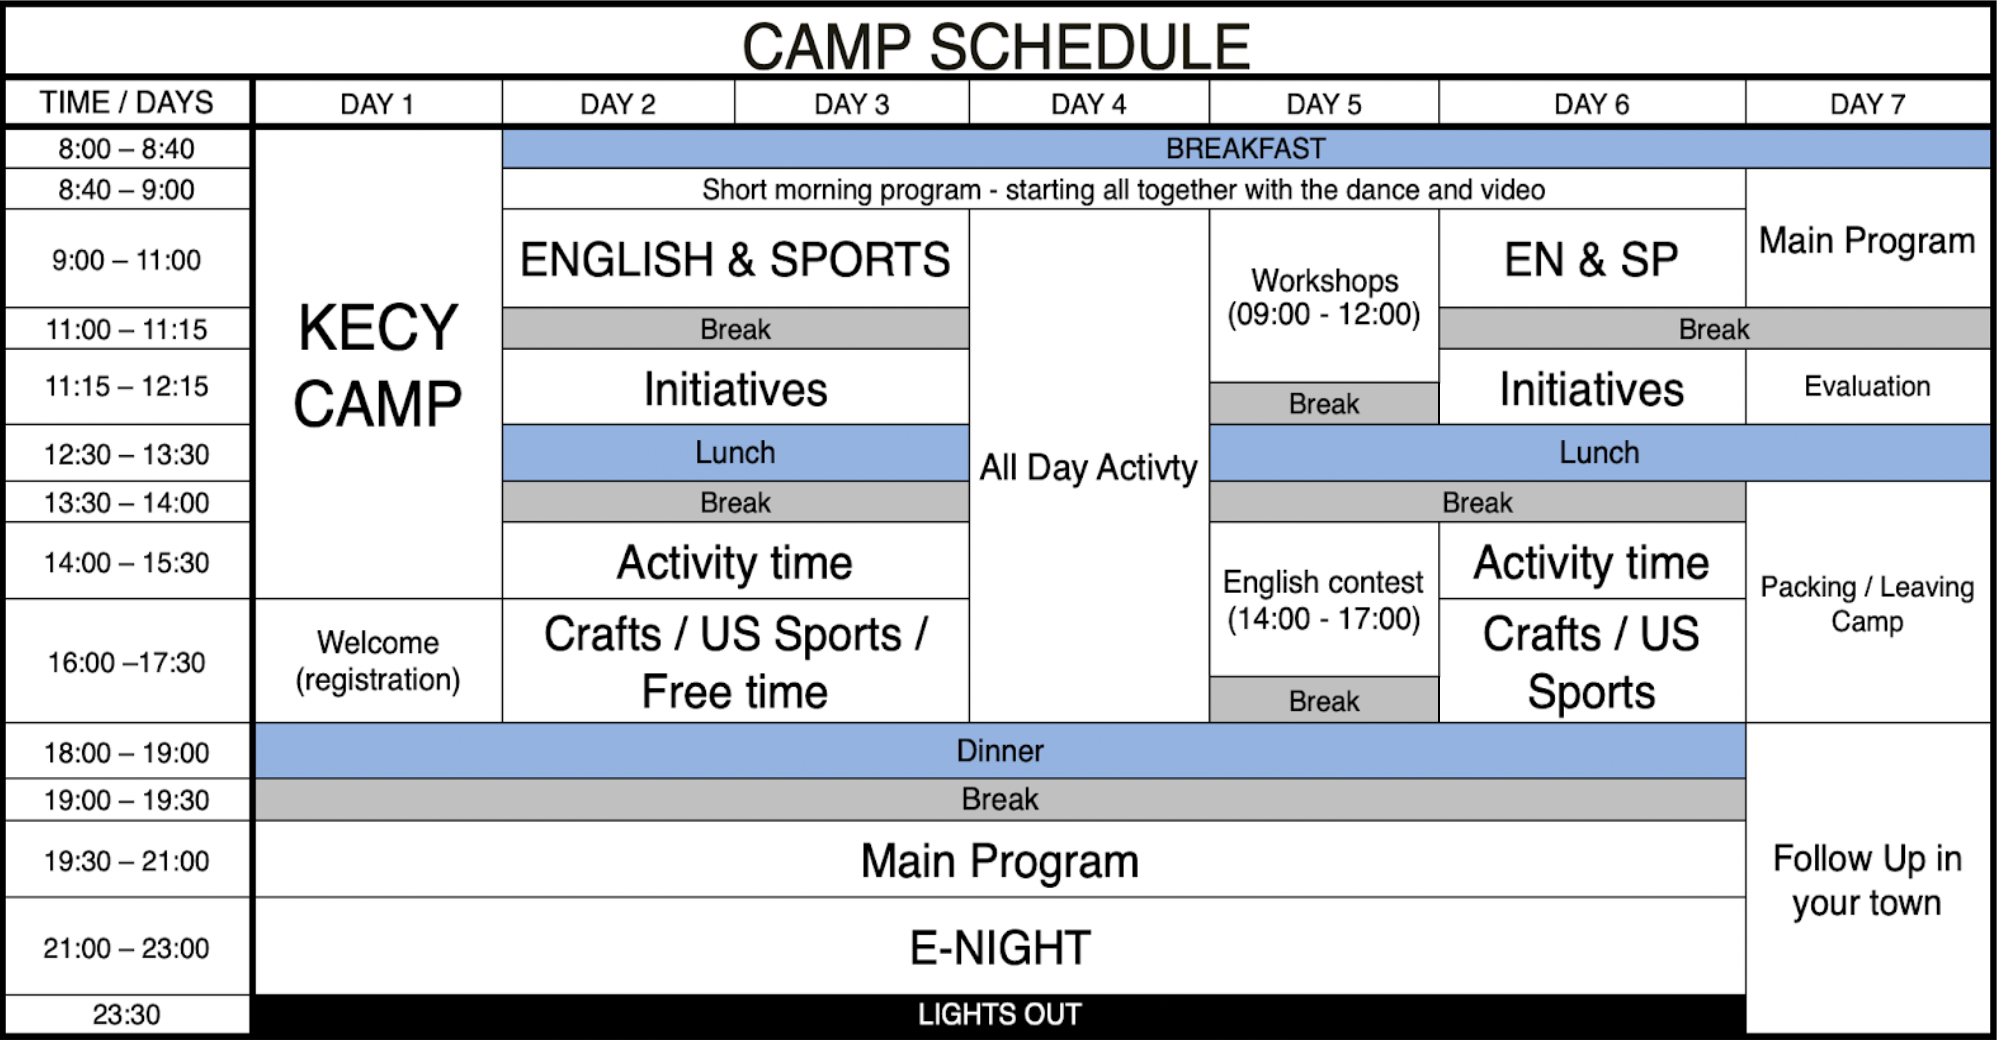 CAMP SCHEDULE
TIME / DAYS DAY 1 DAY 2 DAY 3 DAY 4 DAY 5 DAY 6 DAY 7
8:00 – 8:40 BREAKFAST
8:40 – 9:00 Short morning program - starting all together with the dance and video
Main Program
9:00 – 11:00 ENGLISH & SPORTS EN & SP
Workshops
(09:00 - 12:00)
KECY
CAMP
11:00 – 11:15 Break Break
11:15 – 12:15 Initiatives Initiatives Evaluation
Break
12:30 – 13:30 Lunch Lunch
All Day Activty
13:30 – 14:00 Break Break
14:00 – 15:30 Activity time Activity time
English contest
(14:00 - 17:00)
Packing / Leaving
Camp
16:00 –17:30
Welcome
(registration)
Crafts / US Sports /
Free time
Break
Crafts / US
Sports
18:00 – 19:00 Dinner
19:00 – 19:30 Break
19:30 – 21:00 Main Program
Follow Up in
your town
21:00 – 23:00 E-NIGHT
23:30 LIGHTS OUT